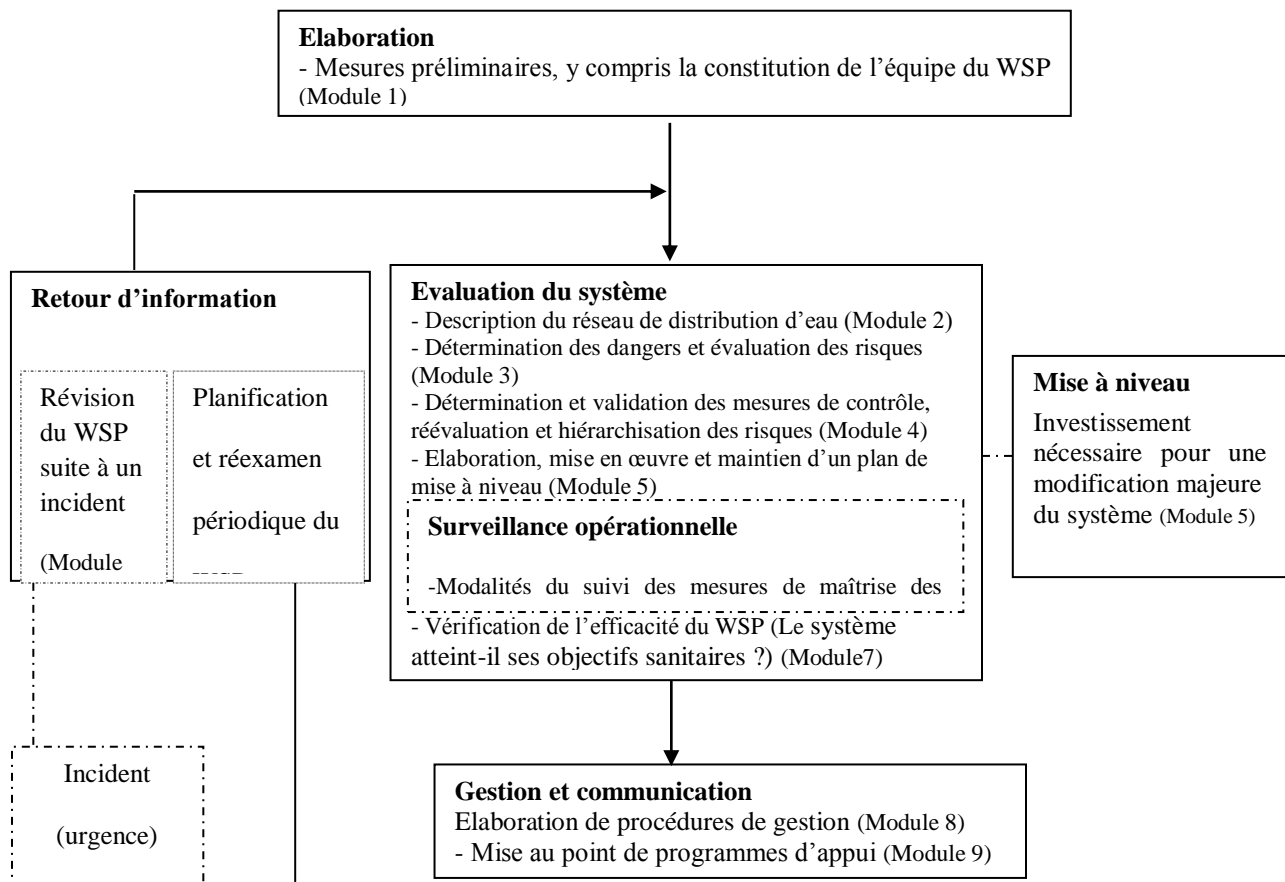 Elaboration
- Mesures préliminaires, y compris la constitution de l’équipe du WSP
(Module 1)
Retour d’information
Révision
du WSP
suite à un
incident
(Module
Planification
et réexamen
périodique du
Evaluation du système
- Description du réseau de distribution d’eau (Module 2)
- Détermination des dangers et évaluation des risques
(Module 3)
- Détermination et validation des mesures de contrôle,
réévaluation et hiérarchisation des risques (Module 4)
- Elaboration, mise en œuvre et maintien d’un plan de
mise à niveau (Module 5)
Surveillance opérationnelle
-Modalités du suivi des mesures de maîtrise des
- Vérification de l’efficacité du WSP (Le système
atteint-il ses objectifs sanitaires ?) (Module7)
Mise à niveau
Investissement
nécessaire pour une
modification majeure
du système (Module 5)
Incident
(urgence)
Gestion et communication
Elaboration de procédures de gestion (Module 8)
- Mise au point de programmes d’appui (Module 9)